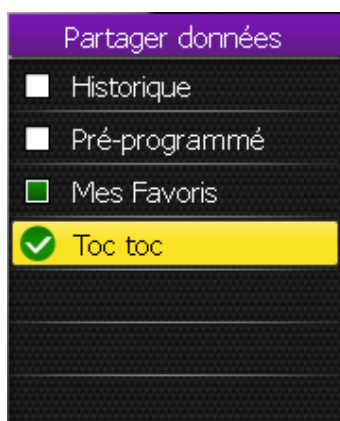 Partager données
Historique
Pré-programmé
Mes Favoris
Toc toc